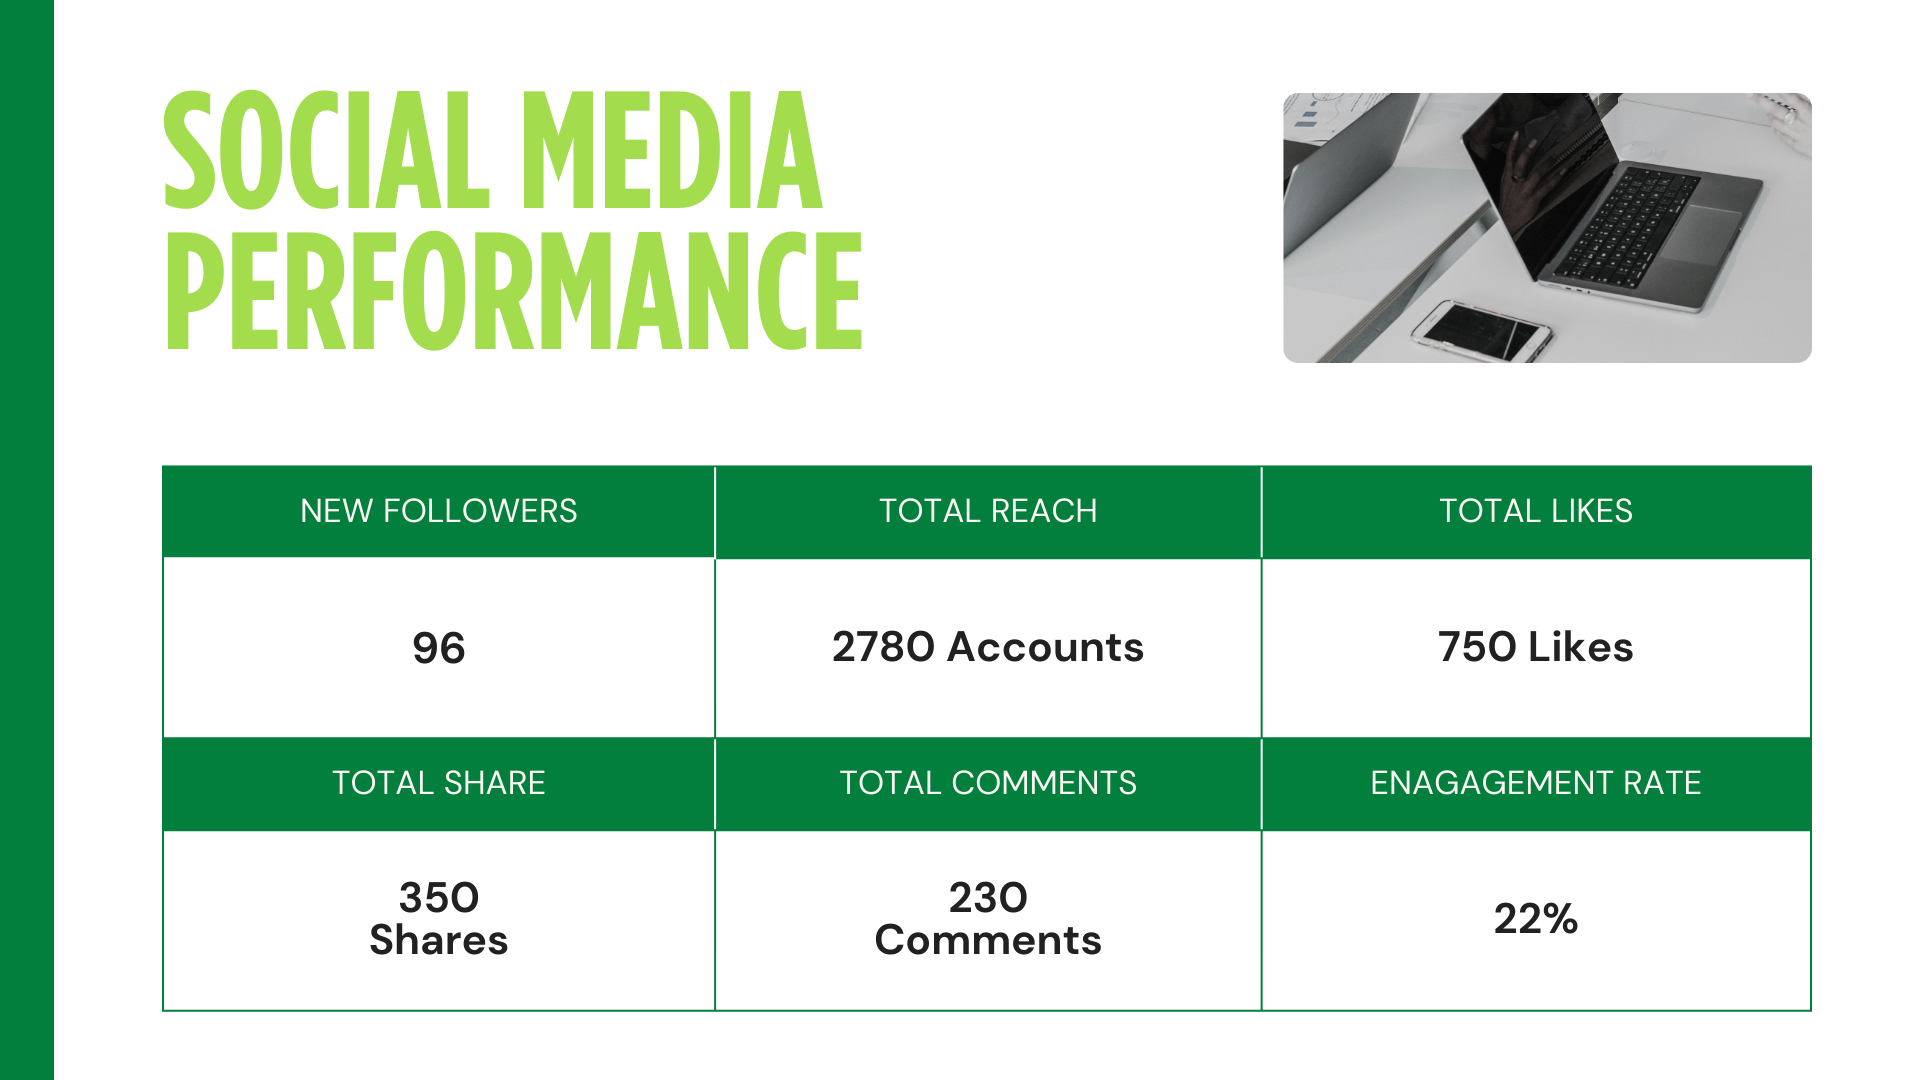 SOCIAL MEDIA
PERFORMANCE
NEW FOLLOWERS
TOTAL REACH
TOTAL LIKES
96
2780 Accounts
750 Likes
TOTAL SHARE
TOTAL COMMENTS
ENAGAGEMENT RATE
350
Shares
230
Comments
22%